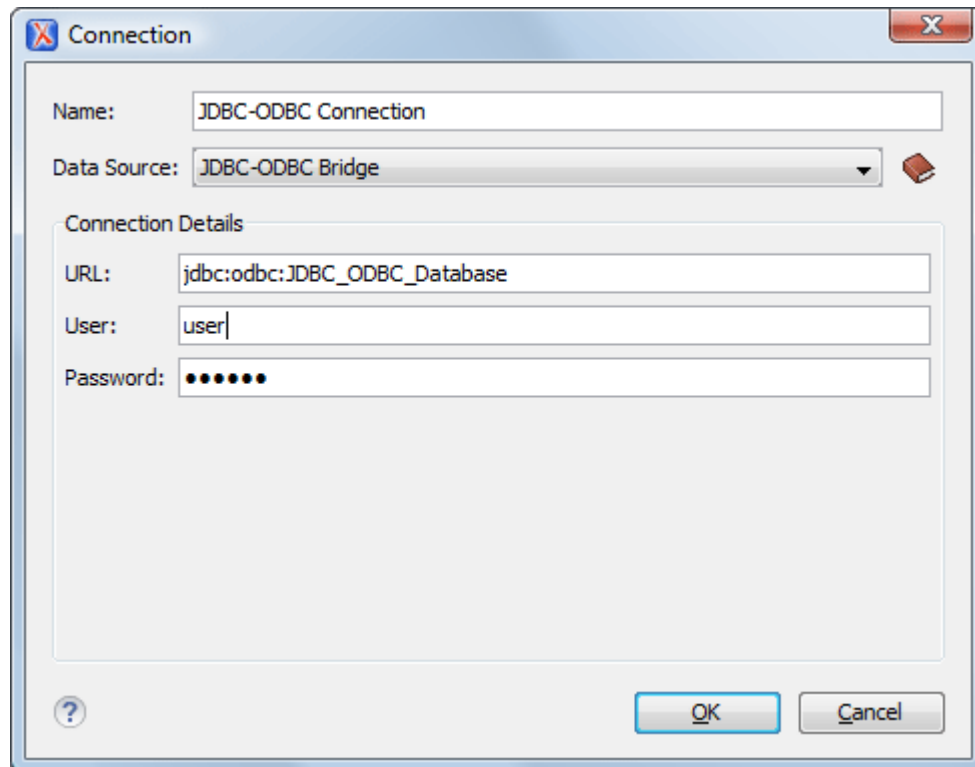 Connection
Name: JDBC-ODBC Connection
Data Source: JDBC-ODBC Bridge
Connection Details
URL: jdbc:odbc:JDBC_ODBC_Database
User: user
Password: ••••••
? OK Cancel